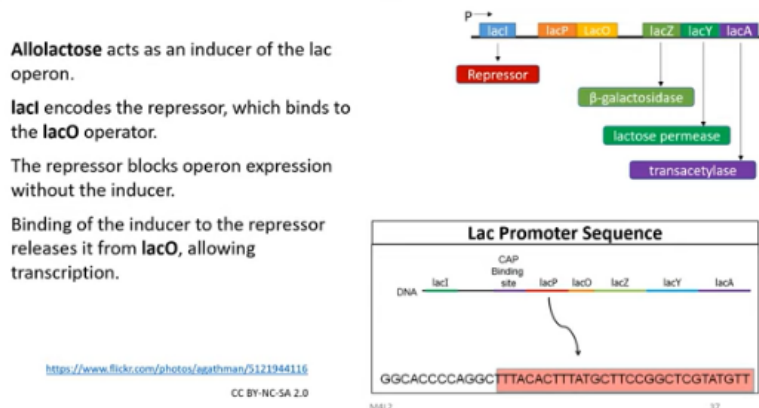 Allolactose acts as an inducer of the lac
operon.
lacI encodes the repressor, which binds to
the lacO operator.
The repressor blocks operon expression
without the inducer.
Binding of the inducer to the repressor
releases it from lacO, allowing
transcription.
https://www.flickr.com/photos/agathman/5121944116
CC BY-NC-SA 2.0
P
lacI lacP LacO lacZ lacY lacA
Repressor
β-galactosidase
lactose permease
transacetylase
Lac Promoter Sequence
CAP
Binding
site
lacI lacP lacO lacZ lacY lacA
DNA
GGCACCCCAGGCTTTACACTTTATGCTTCCGGCTCGTATGTT
37